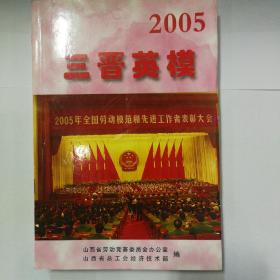 2005
三晋英模
2005年全国劳动模范和先进工作者表彰大会
山西省劳动竞赛委员会办公室
山西省总工会经济技术部
编